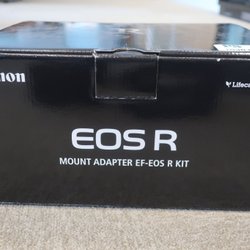 non
Lifec
EOS R
MOUNT ADAPTER EF-EOS R KIT